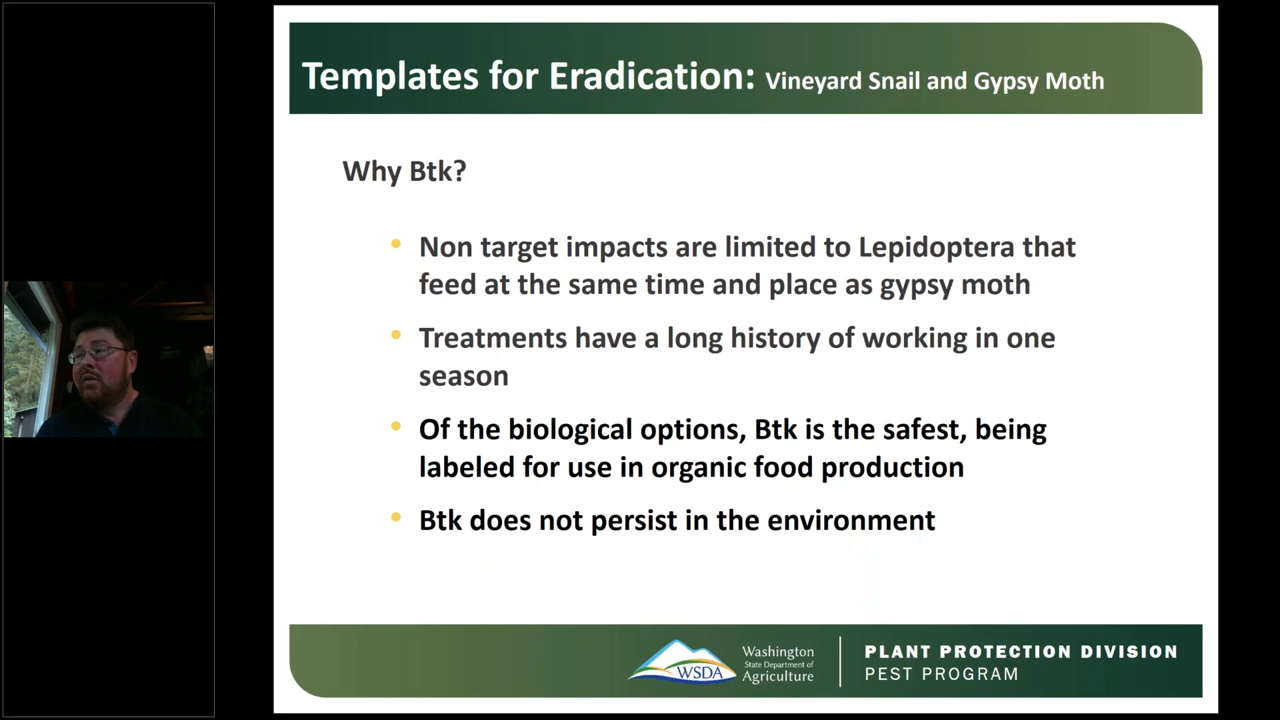 Templates for Eradication: Vineyard Snail and Gypsy Moth
Why Btk?
• Non target impacts are limited to Lepidoptera that
feed at the same time and place as gypsy moth
• Treatments have a long history of working in one
season
• Of the biological options, Btk is the safest, being
labeled for use in organic food production
• Btk does not persist in the environment
WSDA
Washington
State Department of
Agriculture
PLANT PROTECTION DIVISION
PEST PROGRAM